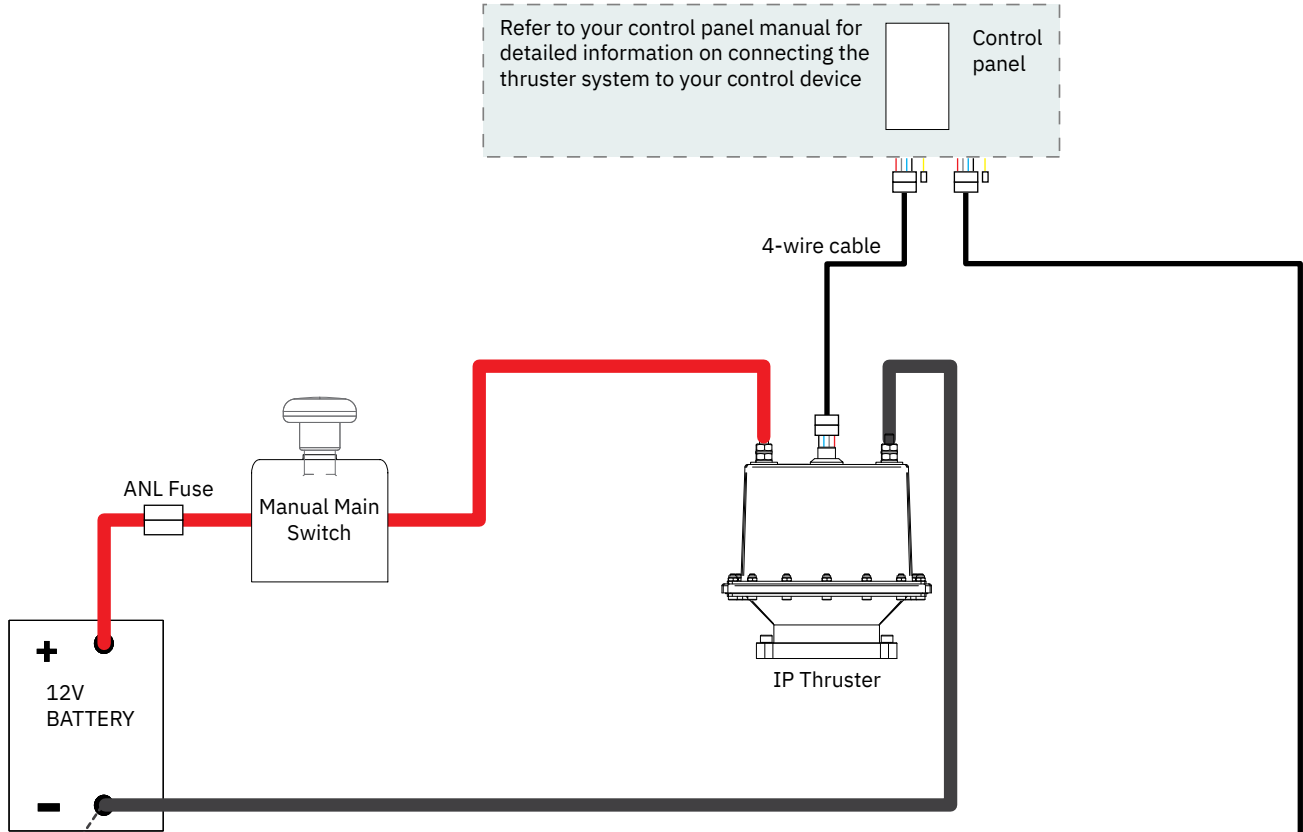 Refer to your control panel manual for
detailed information on connecting the
thruster system to your control device
Control
panel
4-wire cable
ANL Fuse
Manual Main
Switch
+
12V
BATTERY
-
IP Thruster